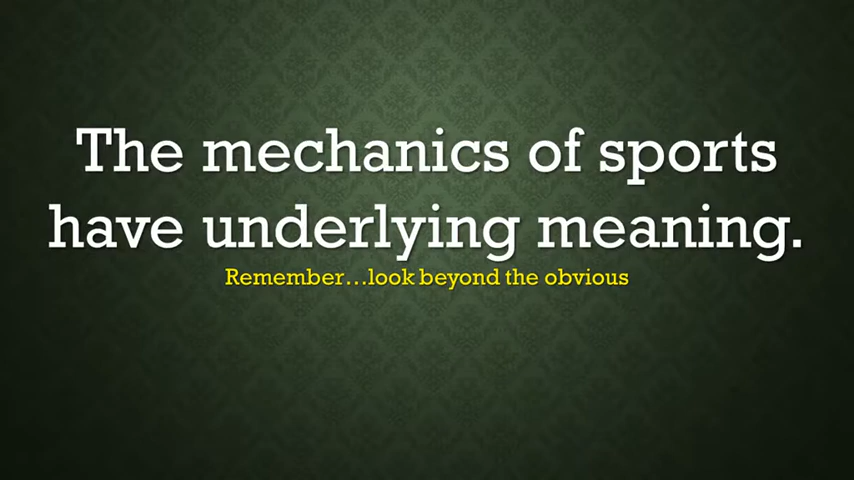 The mechanics of sports
have underlying meaning.
Remember...look beyond the obvious